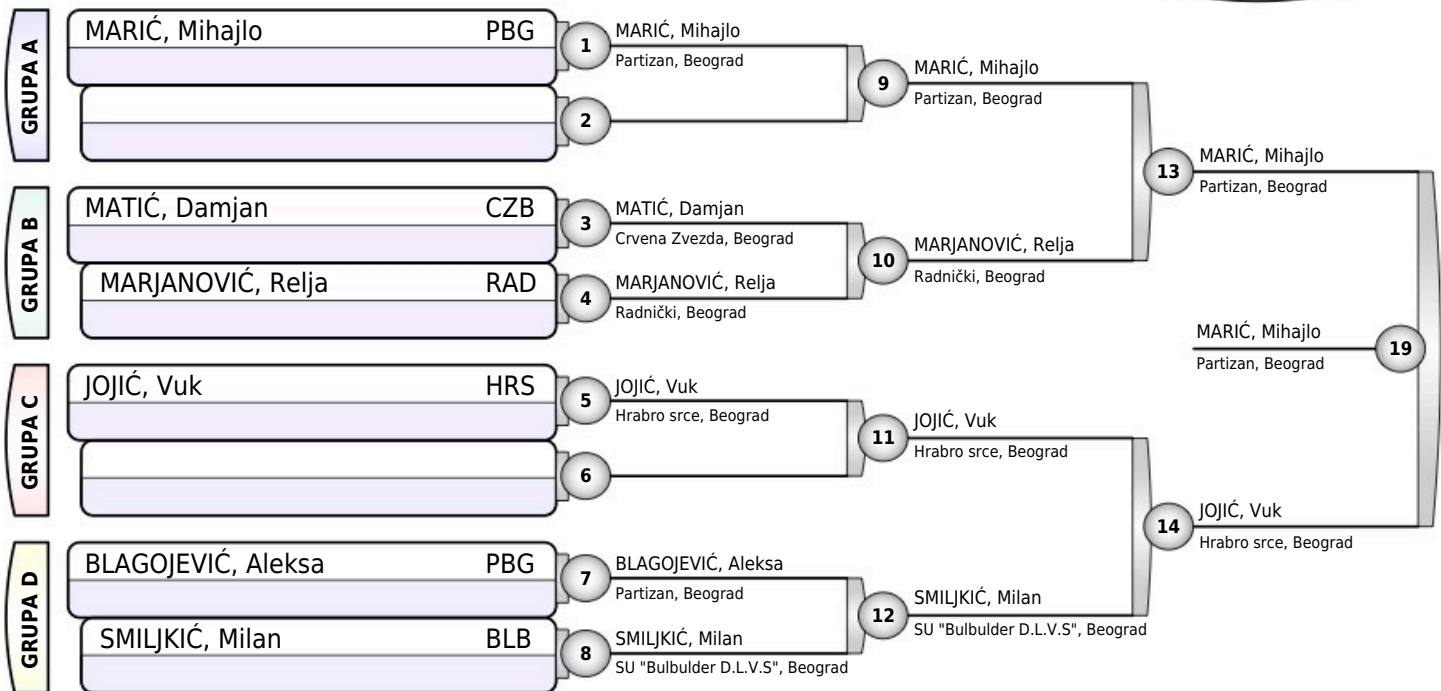 GRUPA A
MARIĆ, Mihajlo PBG
1
MARIĆ, Mihajlo
Partizan, Beograd
2
9
MARIĆ, Mihajlo
Partizan, Beograd
GRUPA B
MATIĆ, Damjan CZB
3
MATIĆ, Damjan
Crvena Zvezda, Beograd
MARJANOVIĆ, Relja RAD
4
MARJANOVIĆ, Relja
Radnički, Beograd
10
MARJANOVIĆ, Relja
Radnički, Beograd
13
MARIĆ, Mihajlo
Partizan, Beograd
GRUPA C
JOJIĆ, Vuk HRS
5
JOJIĆ, Vuk
Hrabro srce, Beograd
6
11
JOJIĆ, Vuk
Hrabro srce, Beograd
GRUPA D
BLAGOJEVIĆ, Aleksa PBG
7
BLAGOJEVIĆ, Aleksa
Partizan, Beograd
SMILJKIĆ, Milan BLB
8
SMILJKIĆ, Milan
SU "Bulbulder D.L.V.S", Beograd
12
SMILJKIĆ, Milan
SU "Bulbulder D.L.V.S", Beograd
14
JOJIĆ, Vuk
Hrabro srce, Beograd
MARIĆ, Mihajlo
Partizan, Beograd
19